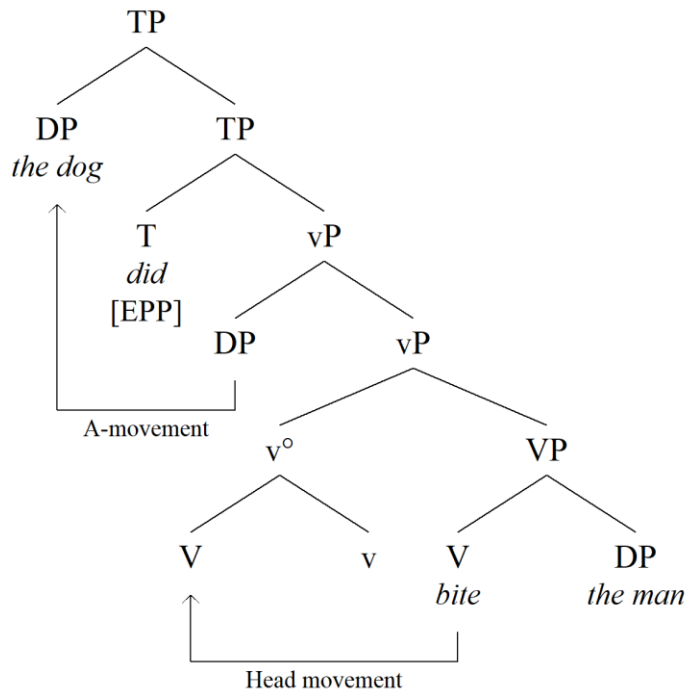 TP
DP TP
the dog
T vP
did
[EPP]
DP vP
A-movement
v° VP
V v V DP
bite the man
Head movement